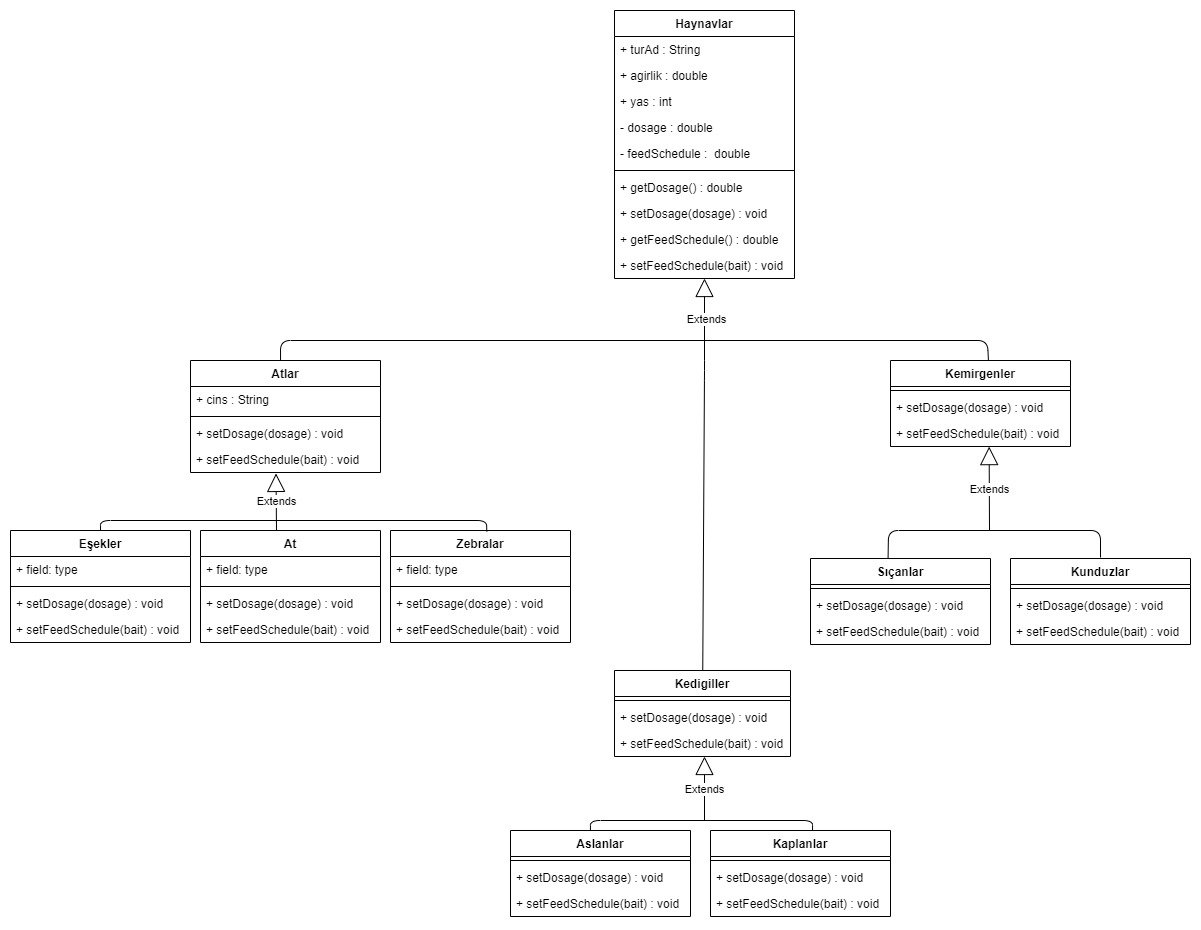 Haynavlar
+ turAd : String
+ agirlik : double
+ yas : int
- dosage : double
- feedSchedule :  double
+ getDosage() : double
+ setDosage(dosage) : void
+ getFeedSchedule() : double
+ setFeedSchedule(bait) : void
Extends
Atlar
+ cins : String
+ setDosage(dosage) : void
+ setFeedSchedule(bait) : void
Extends
Kemirgenler
+ setDosage(dosage) : void
+ setFeedSchedule(bait) : void
Extends
Eşekler
+ field: type
+ setDosage(dosage) : void
+ setFeedSchedule(bait) : void
At
+ field: type
+ setDosage(dosage) : void
+ setFeedSchedule(bait) : void
Zebralar
+ field: type
+ setDosage(dosage) : void
+ setFeedSchedule(bait) : void
Sıçanlar
+ setDosage(dosage) : void
+ setFeedSchedule(bait) : void
Kunduzlar
+ setDosage(dosage) : void
+ setFeedSchedule(bait) : void
Kedigiller
+ setDosage(dosage) : void
+ setFeedSchedule(bait) : void
Extends
Aslanlar
+ setDosage(dosage) : void
+ setFeedSchedule(bait) : void
Kaplanlar
+ setDosage(dosage) : void
+ setFeedSchedule(bait) : void